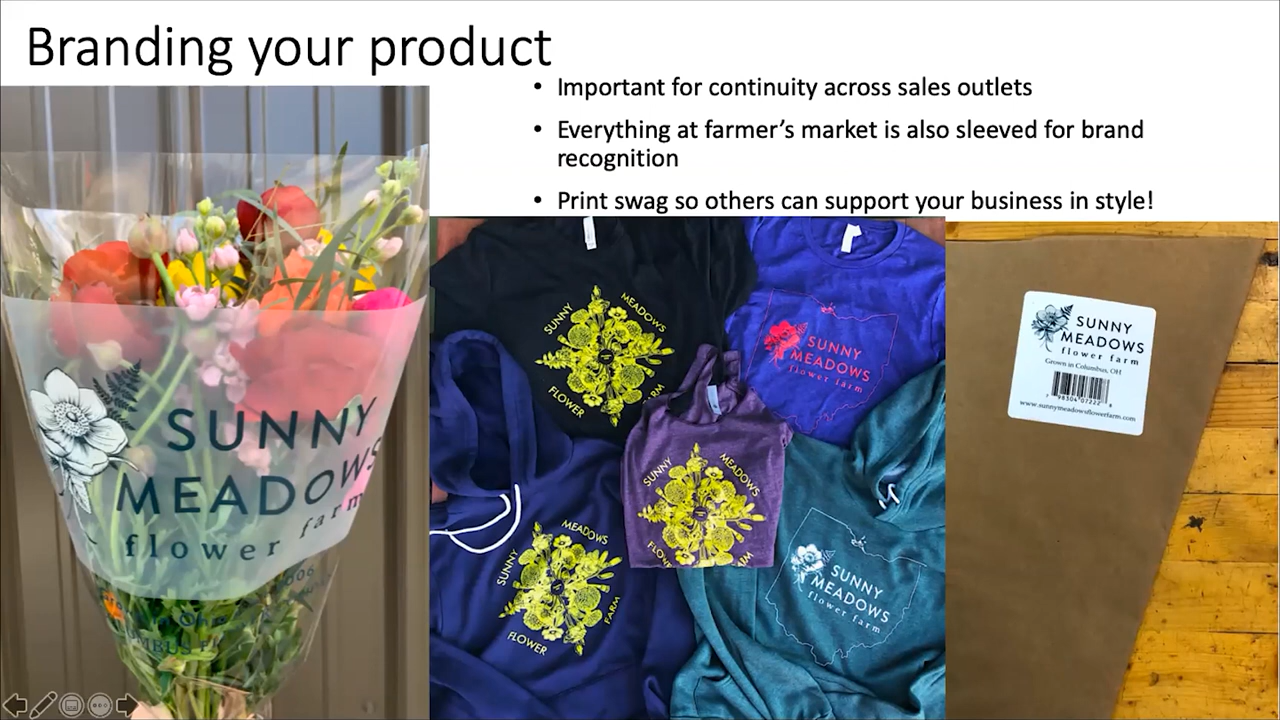 Branding your product
• Important for continuity across sales outlets
• Everything at farmer's market is also sleeved for brand
recognition
• Print swag so others can support your business in style!
SUNNY
MEADOWS
flower farm
SUNNY MEADOWS
FLOWER FARM
SUNNY
MEADOWS
flower farm
SUNNY MEADOWS
SUNNY MEADOWS
FLOWER FARM
SUNNY
MEADOWS
flower farm
SUNNY
MEADOWS
flower farm
Grown in Columbus, OH
www.sunnymeadowsflowerfarm.com